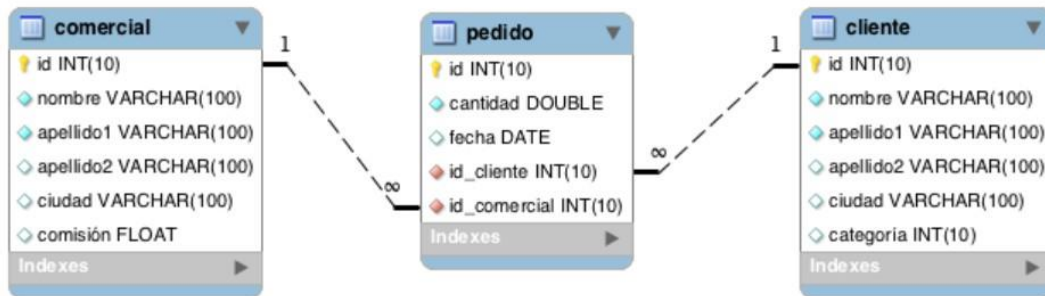 comercial
id INT(10)
nombre VARCHAR(100)
apellido1 VARCHAR(100)
apellido2 VARCHAR(100)
ciudad VARCHAR(100)
comisión FLOAT
Indexes
1
∞
pedido
id INT(10)
cantidad DOUBLE
fecha DATE
id_cliente INT(10)
id_comercial INT(10)
Indexes
1
∞
cliente
id INT(10)
nombre VARCHAR(100)
apellido1 VARCHAR(100)
apellido2 VARCHAR(100)
ciudad VARCHAR(100)
categoría INT(10)
Indexes